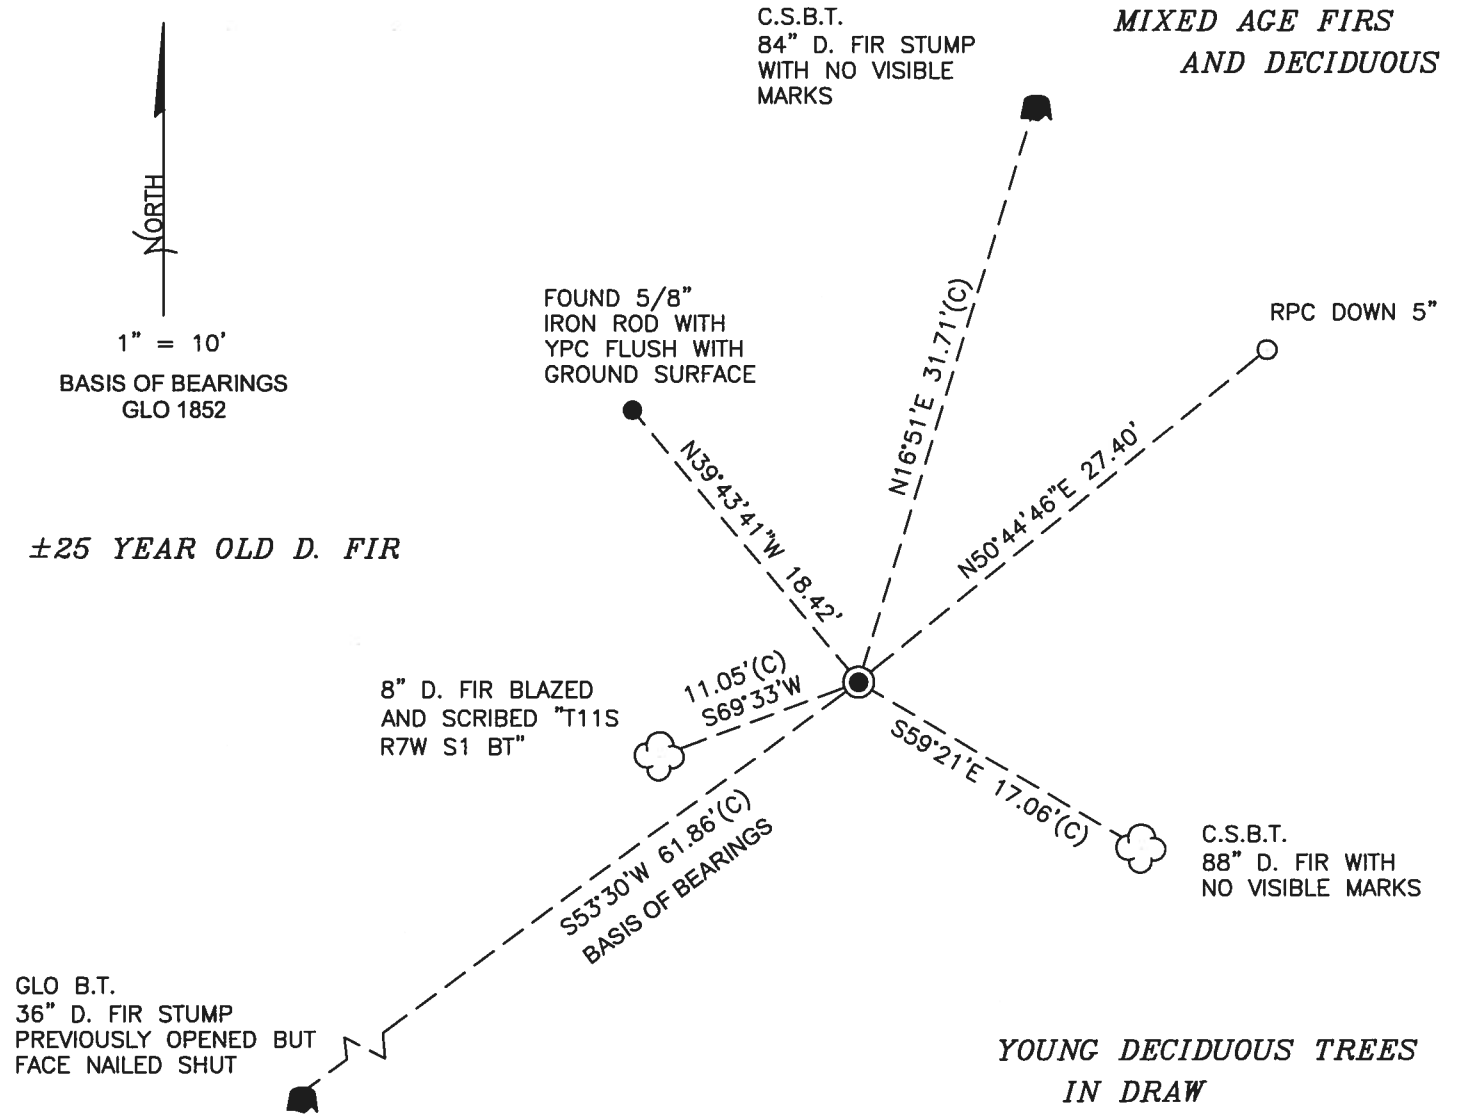 C.S.B.T.
84" D. FIR STUMP
WITH NO VISIBLE
MARKS
MIXED AGE FIRS
AND DECIDUOUS
NORTH
1" = 10'
BASIS OF BEARINGS
GLO 1852
FOUND 5/8"
IRON ROD WITH
YPC FLUSH WITH
GROUND SURFACE
RPC DOWN 5"
N16°51'E 31.71'(C)
N39°43'41"W 18.42'
N50°44'46"E 27.40'
±25 YEAR OLD D. FIR
8" D. FIR BLAZED
AND SCRIBED "T11S
R7W S1 BT"
11.05'(C)
S69°33'W
S59°21'E 17.06'(C)
S53°30'W 61.86'(C)
BASIS OF BEARINGS
C.S.B.T.
88" D. FIR WITH
NO VISIBLE MARKS
GLO B.T.
36" D. FIR STUMP
PREVIOUSLY OPENED BUT
FACE NAILED SHUT
YOUNG DECIDUOUS TREES
IN DRAW